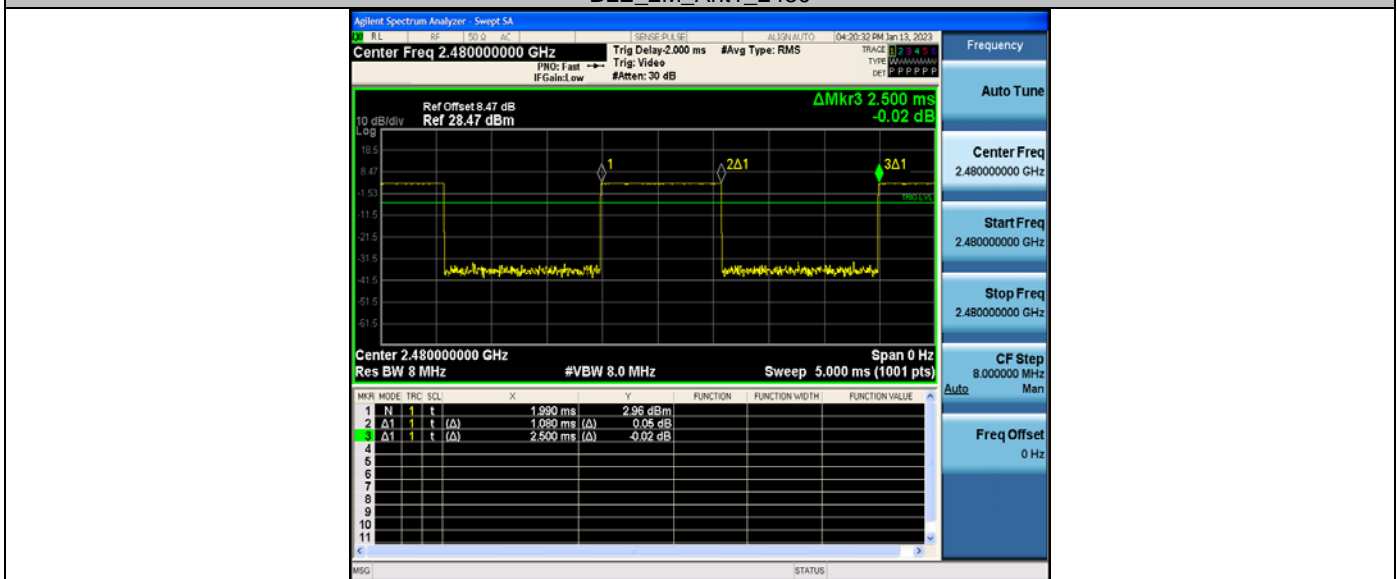 BLE_2M_Ant1_2480
Agilent Spectrum Analyzer - Swept SA
RL RF 50 Ω AC SENSE:PULSE ALIGN AUTO 04:20:32 PM Jan 13, 2023
Center Freq 2.480000000 GHz
PNO: Fast
IFGain:Low
Trig Delay-2.000 ms
Trig: Video
#Atten: 30 dB
#Avg Type: RMS
TRACE 1 2 3 4 5 6
TYPE WWWWWW
DET P P P P P P
Frequency
ΔMkr3 2.500 ms
-0.02 dB
Ref Offset 8.47 dB
10 dB/div Ref 28.47 dBm
Log
18.5
8.47
-1.53
-11.5
-21.5
-31.5
-41.5
-51.5
-61.5
1
2Δ1
3Δ1
TRIG LVL
Center 2.480000000 GHz Span 0 Hz
Res BW 8 MHz #VBW 8.0 MHz Sweep 5.000 ms (1001 pts)
MKR MODE TRC SCL X Y FUNCTION FUNCTION WIDTH FUNCTION VALUE
1 N 1 t 1.990 ms 2.96 dBm
2 Δ1 1 t (Δ) 1.080 ms (Δ) 0.05 dB
3 Δ1 1 t (Δ) 2.500 ms (Δ) -0.02 dB
4
5
6
7
8
9
10
11
MSG STATUS
Auto Tune
Center Freq
2.480000000 GHz
Start Freq
2.480000000 GHz
Stop Freq
2.480000000 GHz
CF Step
8.000000 MHz
Auto Man
Freq Offset
0 Hz